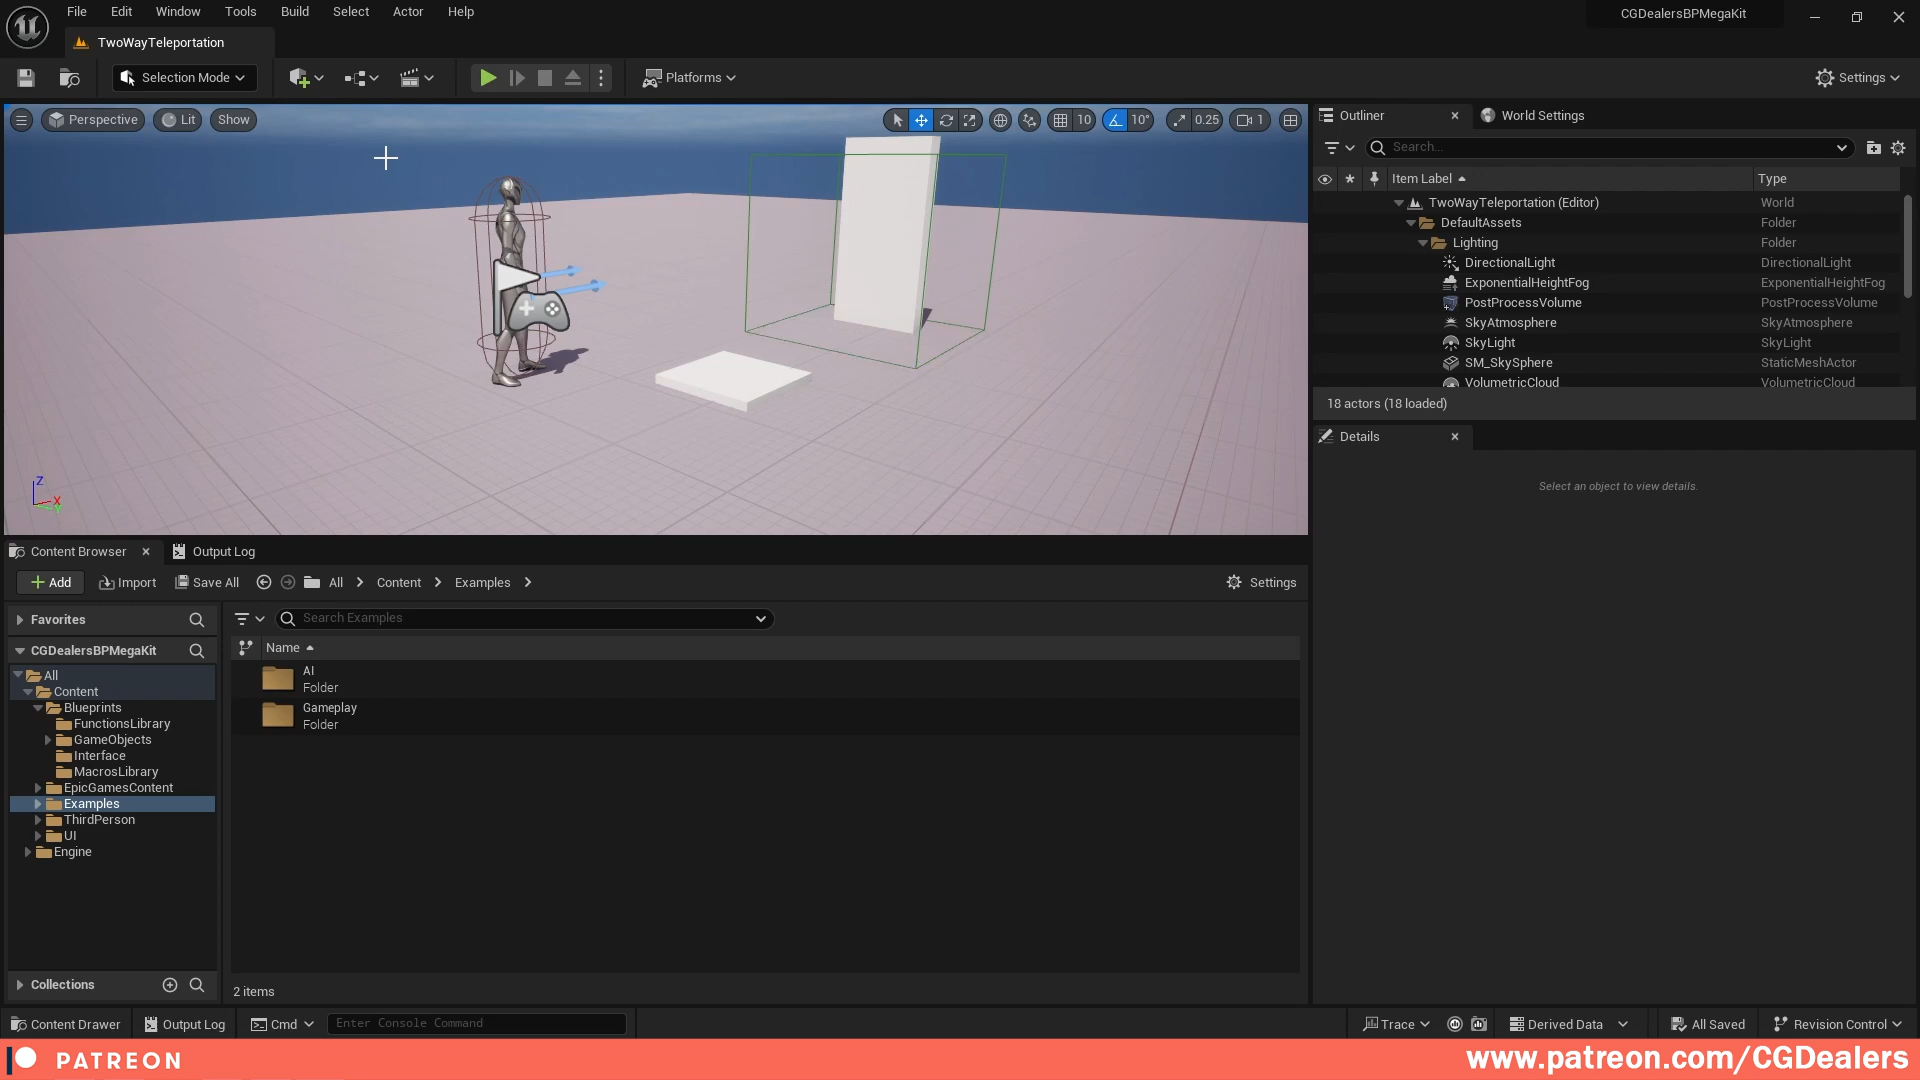 File Edit Window Tools Build Select Actor Help
CGDealersBPMegaKit
TwoWayTeleportation
Selection Mode
Platforms
Settings
Perspective Lit Show
10 10° 0.25 1
Outliner World Settings
Search...
Item Label Type
TwoWayTeleportation (Editor) World
DefaultAssets Folder
Lighting Folder
DirectionalLight DirectionalLight
ExponentialHeightFog ExponentialHeightFog
PostProcessVolume PostProcessVolume
SkyAtmosphere SkyAtmosphere
SkyLight SkyLight
SM_SkySphere StaticMeshActor
VolumetricCloud VolumetricCloud
18 actors (18 loaded)
Details
Select an object to view details.
Z
X
Y
Content Browser Output Log
Add Import Save All All Content Examples Settings
Favorites
Search Examples
CGDealersBPMegaKit
Name
All
Content
Blueprints
FunctionsLibrary
GameObjects
Interface
MacrosLibrary
EpicGamesContent
Examples
ThirdPerson
UI
Engine
AI
Folder
Gameplay
Folder
Collections
2 items
Content Drawer Output Log Cmd Enter Console Command
Trace Derived Data All Saved Revision Control
PATREON
www.patreon.com/CGDealers